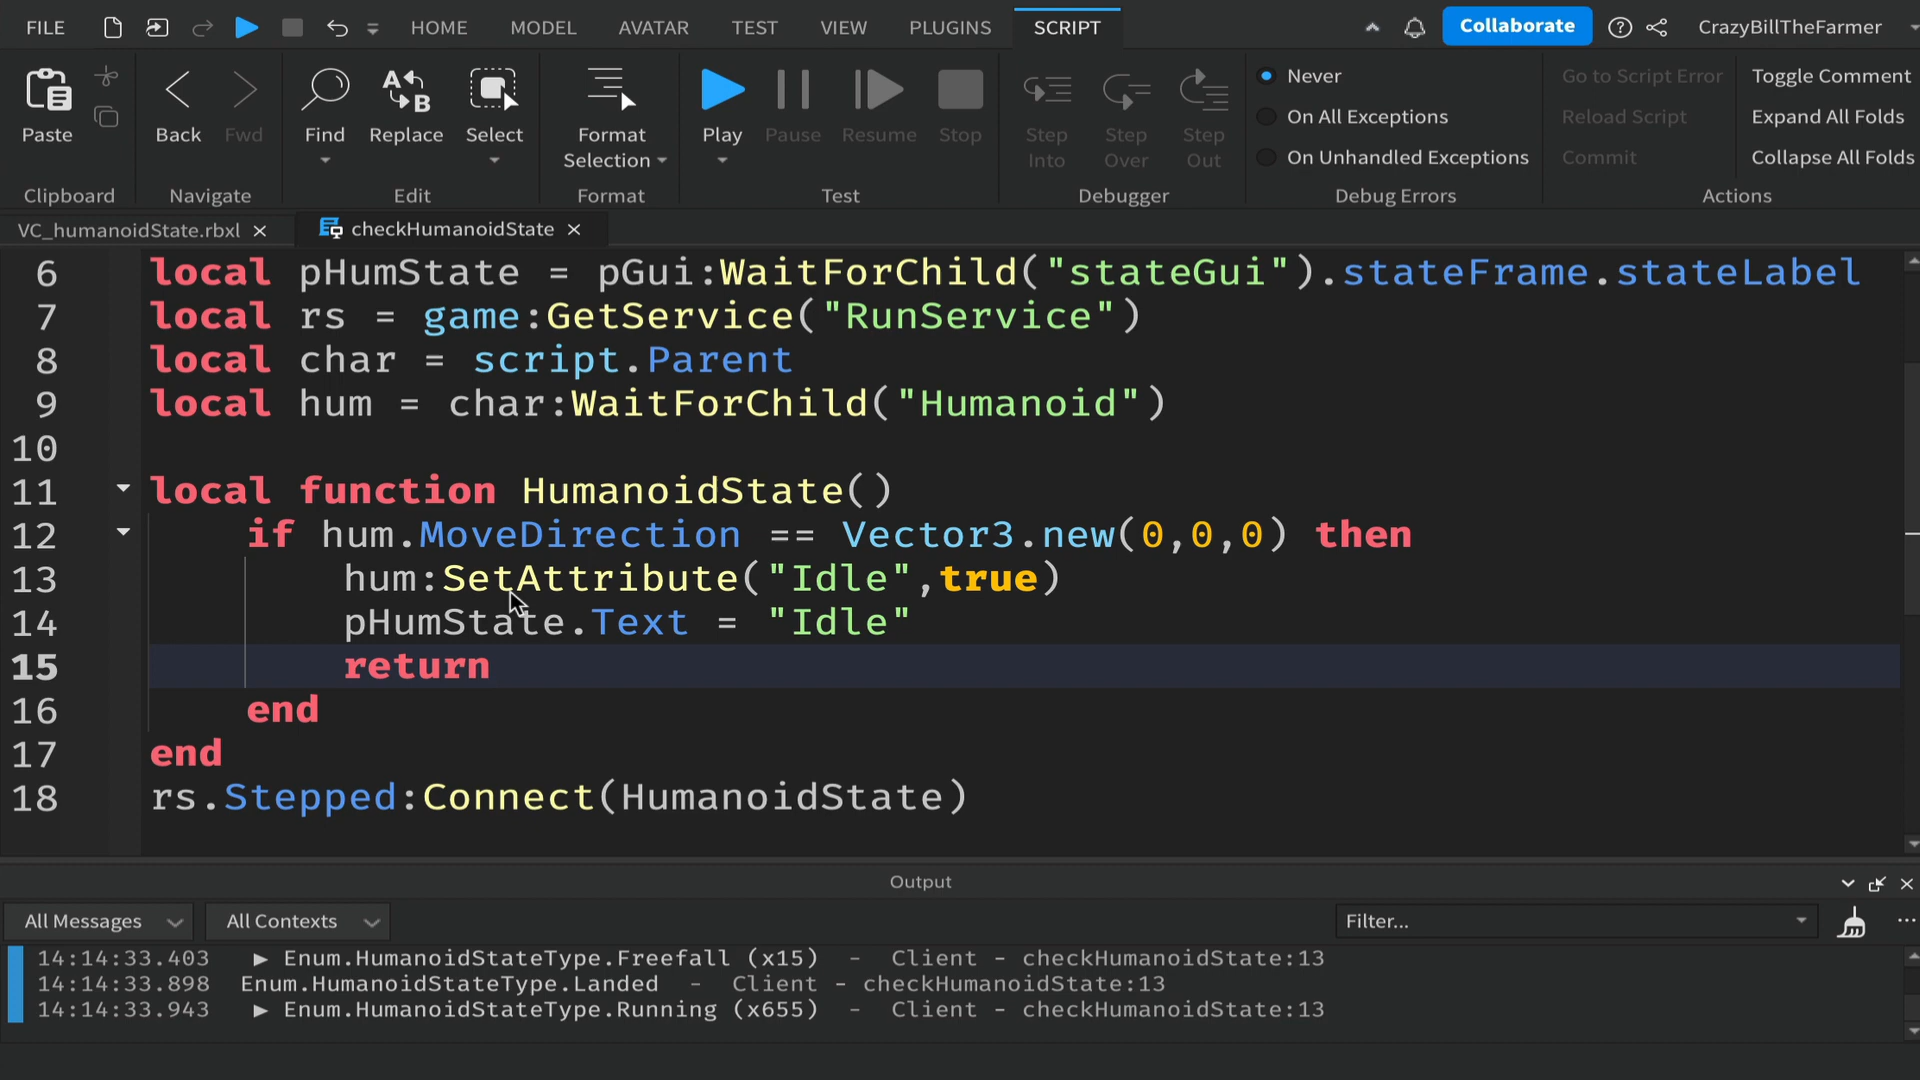 FILE HOME MODEL AVATAR TEST VIEW PLUGINS SCRIPT Collaborate CrazyBillTheFarmer
Paste
Clipboard
Back Fwd
Navigate
Find Replace Select
Edit
Format
Selection
Format
Play Pause Resume Stop
Test
Step
Into
Step
Over
Step
Out
Debugger
Never
On All Exceptions
On Unhandled Exceptions
Debug Errors
Go to Script Error Toggle Comment
Reload Script Expand All Folds
Commit Collapse All Folds
Actions
VC_humanoidState.rbxl checkHumanoidState
6 local pHumState = pGui:WaitForChild("stateGui").stateFrame.stateLabel
7 local rs = game:GetService("RunService")
8 local char = script.Parent
9 local hum = char:WaitForChild("Humanoid")
10
11 local function HumanoidState()
12 if hum.MoveDirection == Vector3.new(0,0,0) then
13 hum:SetAttribute("Idle",true)
14 pHumState.Text = "Idle"
15 return
16 end
17 end
18 rs.Stepped:Connect(HumanoidState)
Output
All Messages All Contexts Filter...
14:14:33.403 ▶ Enum.HumanoidStateType.Freefall (x15) - Client - checkHumanoidState:13
14:14:33.898 Enum.HumanoidStateType.Landed - Client - checkHumanoidState:13
14:14:33.943 ▶ Enum.HumanoidStateType.Running (x655) - Client - checkHumanoidState:13